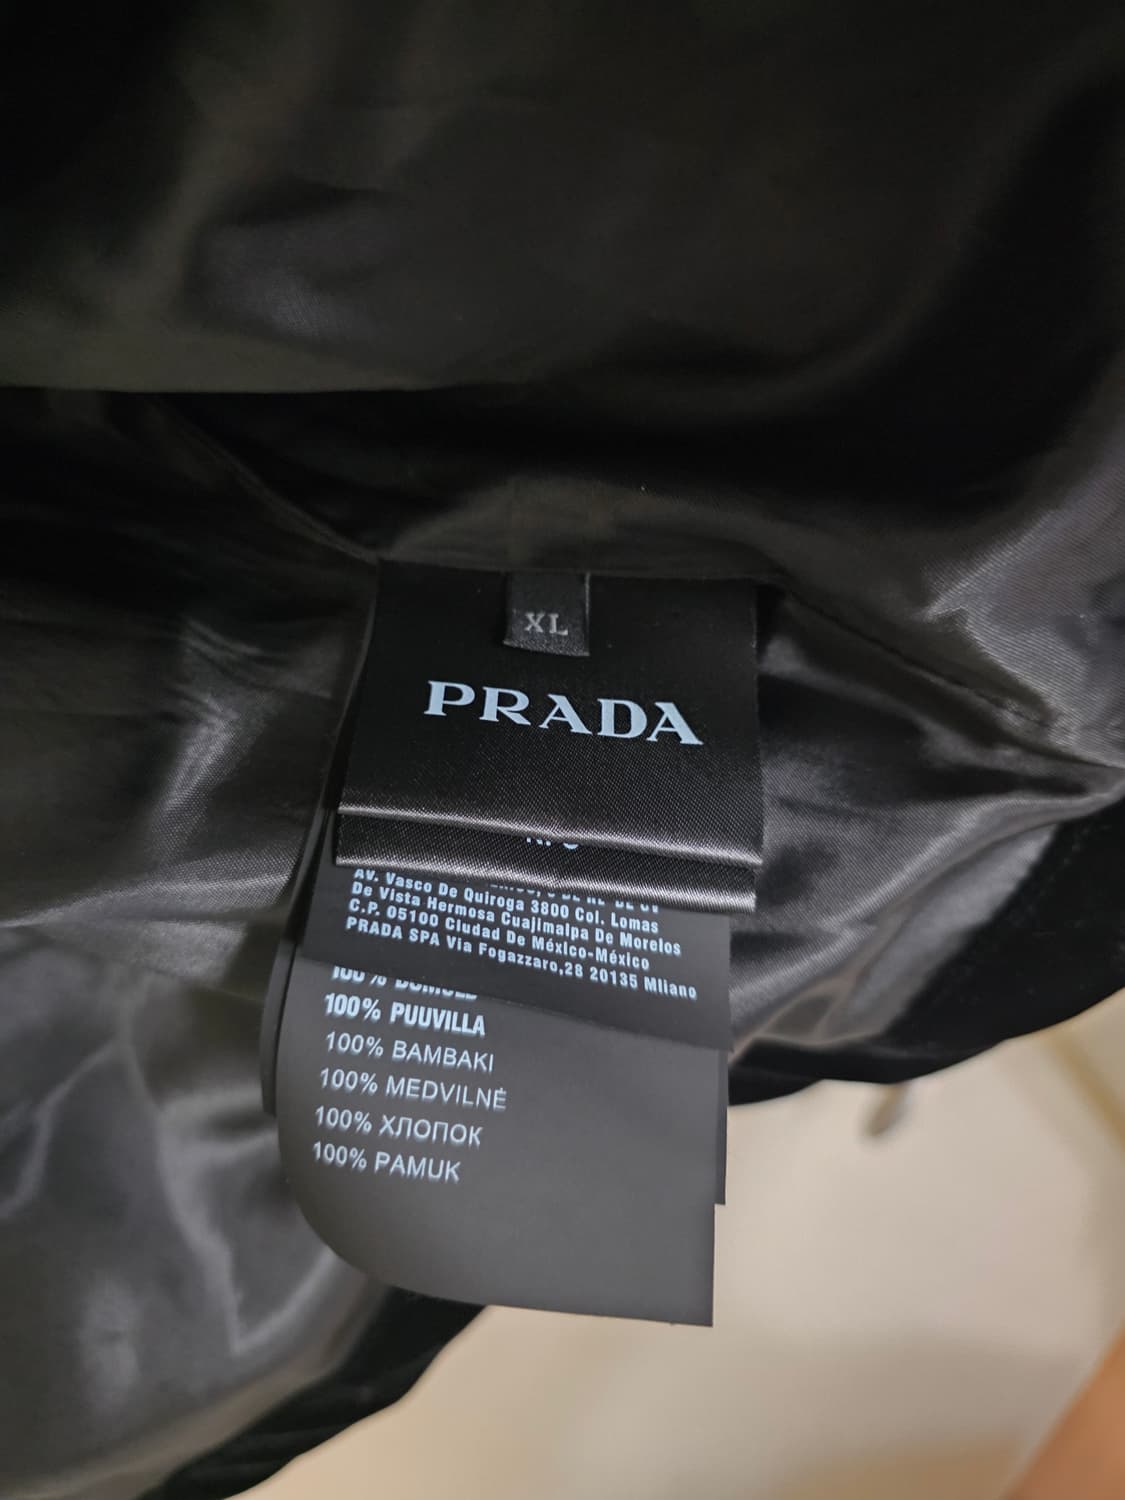 XL
PRADA
AV. Vasco De Quiroga 3800 Col. Lomas
De Vista Hermosa Cuajimalpa De Morelos
C.P. 05100 Ciudad De México-México
PRADA SPA Via Fogazzaro,28 20135 MIlano
100% PUUVILLA
100% BAMBAKI
100% MEDVILNĖ
100% ХЛОПОК
100% PAMUK